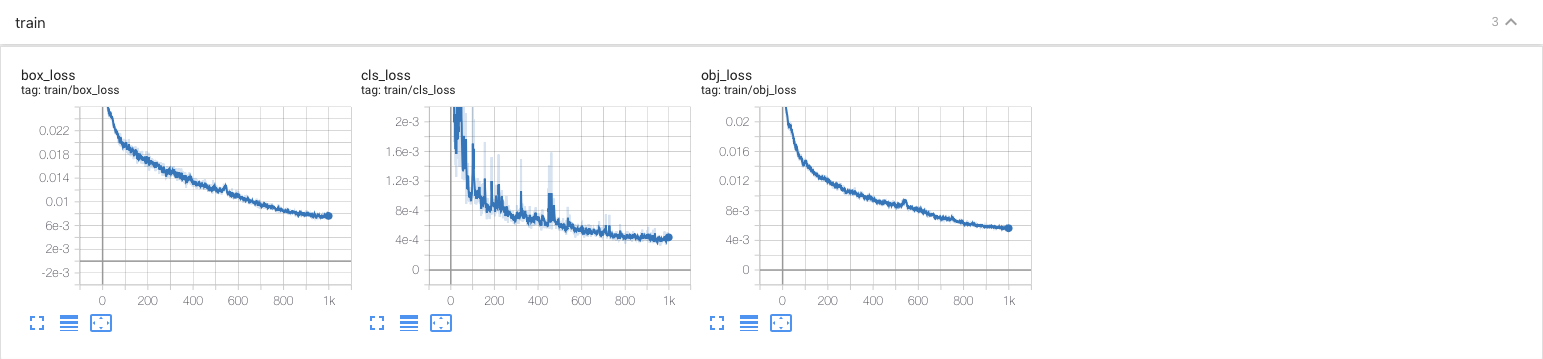 train
3
box_loss
tag: train/box_loss
0.022
0.018
0.014
0.01
6e-3
2e-3
-2e-3
0 200 400 600 800 1k
cls_loss
tag: train/cls_loss
2e-3
1.6e-3
1.2e-3
8e-4
4e-4
0
0 200 400 600 800 1k
obj_loss
tag: train/obj_loss
0.02
0.016
0.012
8e-3
4e-3
0
0 200 400 600 800 1k